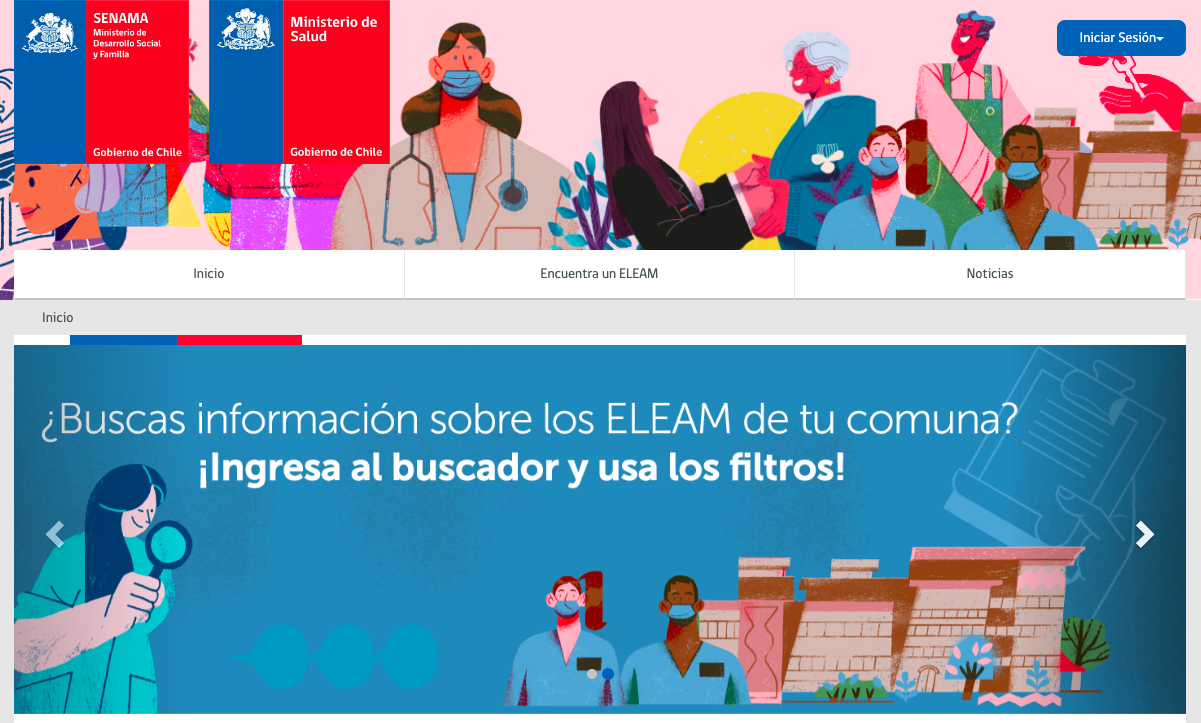 SENAMA
Ministerio de
Desarrollo Social
y Familia
Gobierno de Chile
Ministerio de
Salud
Gobierno de Chile
Iniciar Sesión
Inicio
Encuentra un ELEAM
Noticias
Inicio
¿Buscas información sobre los ELEAM de tu comuna?
¡Ingresa al buscador y usa los filtros!